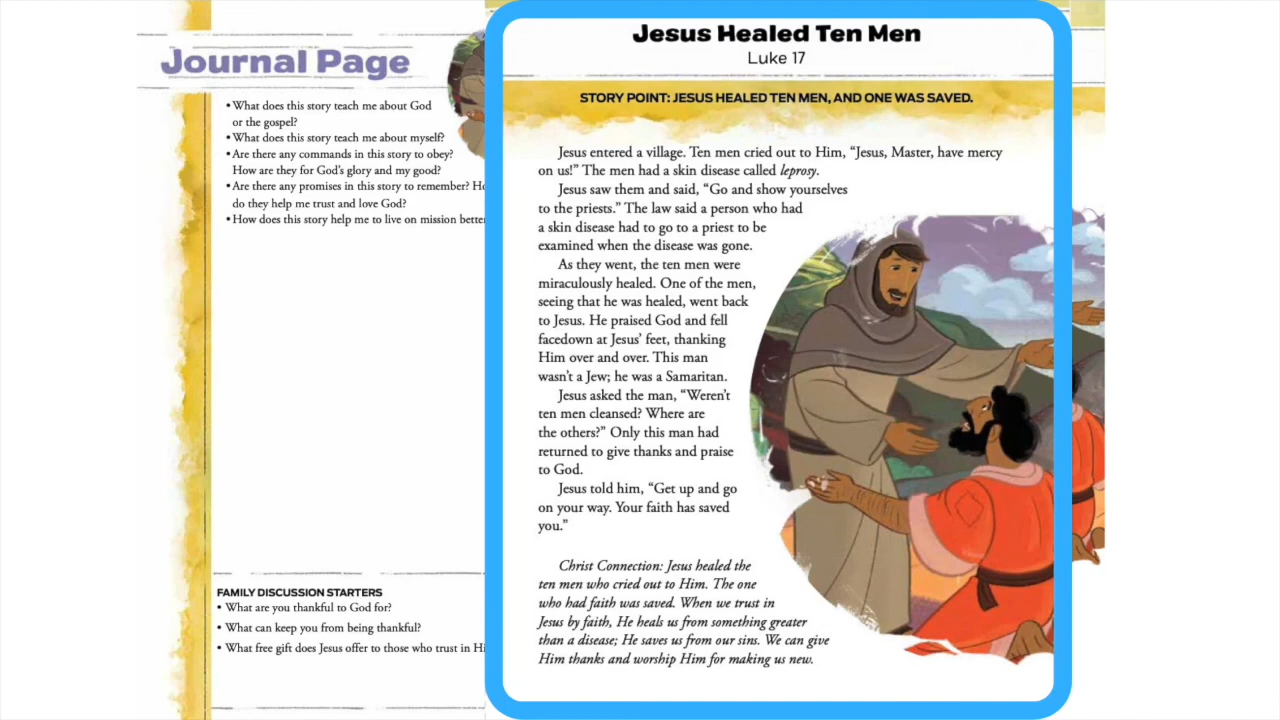 Journal Page
• What does this story teach me about God
or the gospel?
• What does this story teach me about myself?
• Are there any commands in this story to obey?
How are they for God's glory and my good?
• Are there any promises in this story to remember?
do they help me trust and love God?
• How does this story help me to live on mission better
FAMILY DISCUSSION STARTERS
• What are you thankful to God for?
• What can keep you from being thankful?
• What free gift does Jesus offer to those who trust in
Jesus Healed Ten Men
Luke 17
STORY POINT: JESUS HEALED TEN MEN, AND ONE WAS SAVED.
Jesus entered a village. Ten men cried out to Him, “Jesus, Master, have mercy
on us!” The men had a skin disease called leprosy.
Jesus saw them and said, “Go and show yourselves
to the priests.” The law said a person who had
a skin disease had to go to a priest to be
examined when the disease was gone.
As they went, the ten men were
miraculously healed. One of the men,
seeing that he was healed, went back
to Jesus. He praised God and fell
facedown at Jesus’ feet, thanking
Him over and over. This man
wasn’t a Jew; he was a Samaritan.
Jesus asked the man, “Weren’t
ten men cleansed? Where are
the others?” Only this man had
returned to give thanks and praise
to God.
Jesus told him, “Get up and go
on your way. Your faith has saved
you.”
Christ Connection: Jesus healed the
ten men who cried out to Him. The one
who had faith was saved. When we trust in
Jesus by faith, He heals us from something greater
than a disease; He saves us from our sins. We can give
Him thanks and worship Him for making us new.